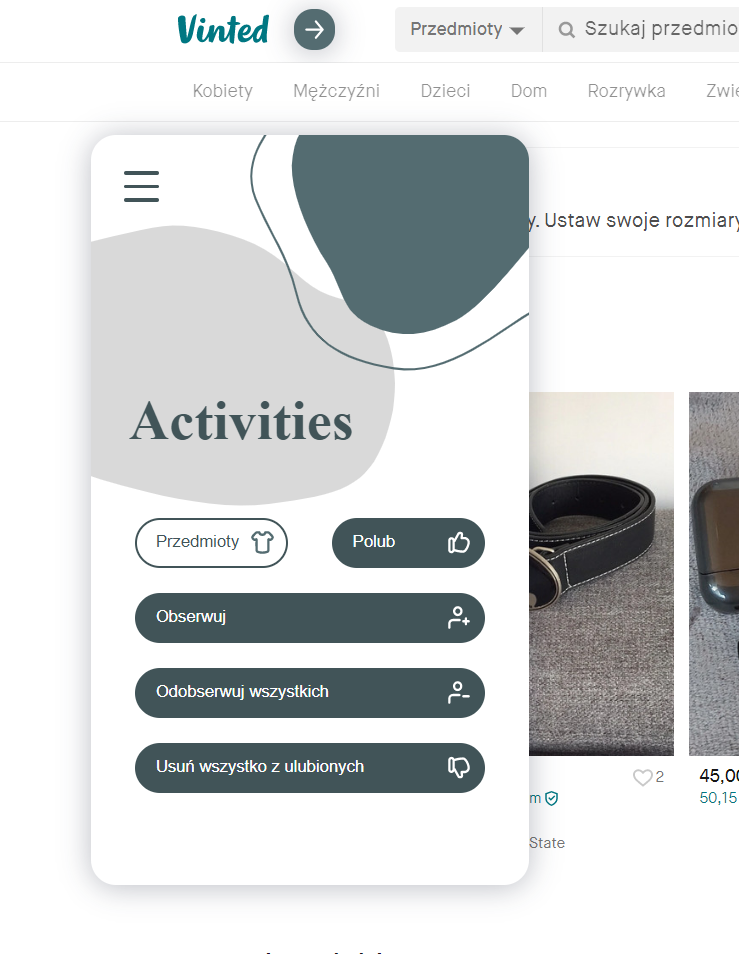 Vinted
Przedmioty
Szukaj przedmio
Kobiety Mężczyźni Dzieci Dom Rozrywka Zwie
y. Ustaw swoje rozmiary
Activities
Przedmioty
Polub
Obserwuj
Odobserwuj wszystkich
Usuń wszystko z ulubionych
2
45,00
m
50,15
State